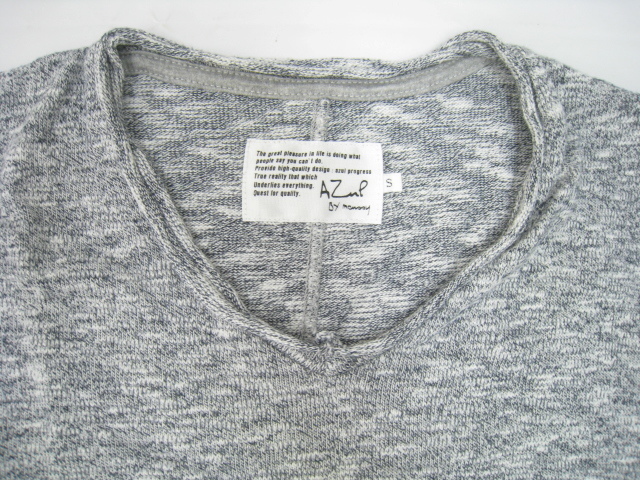 The great pleasure in life is doing what
people say you can't do.
Provide high-quality design : azul progress
True reality that which
Underlies everything.
Quest for quality.
AZul
By moussy
S